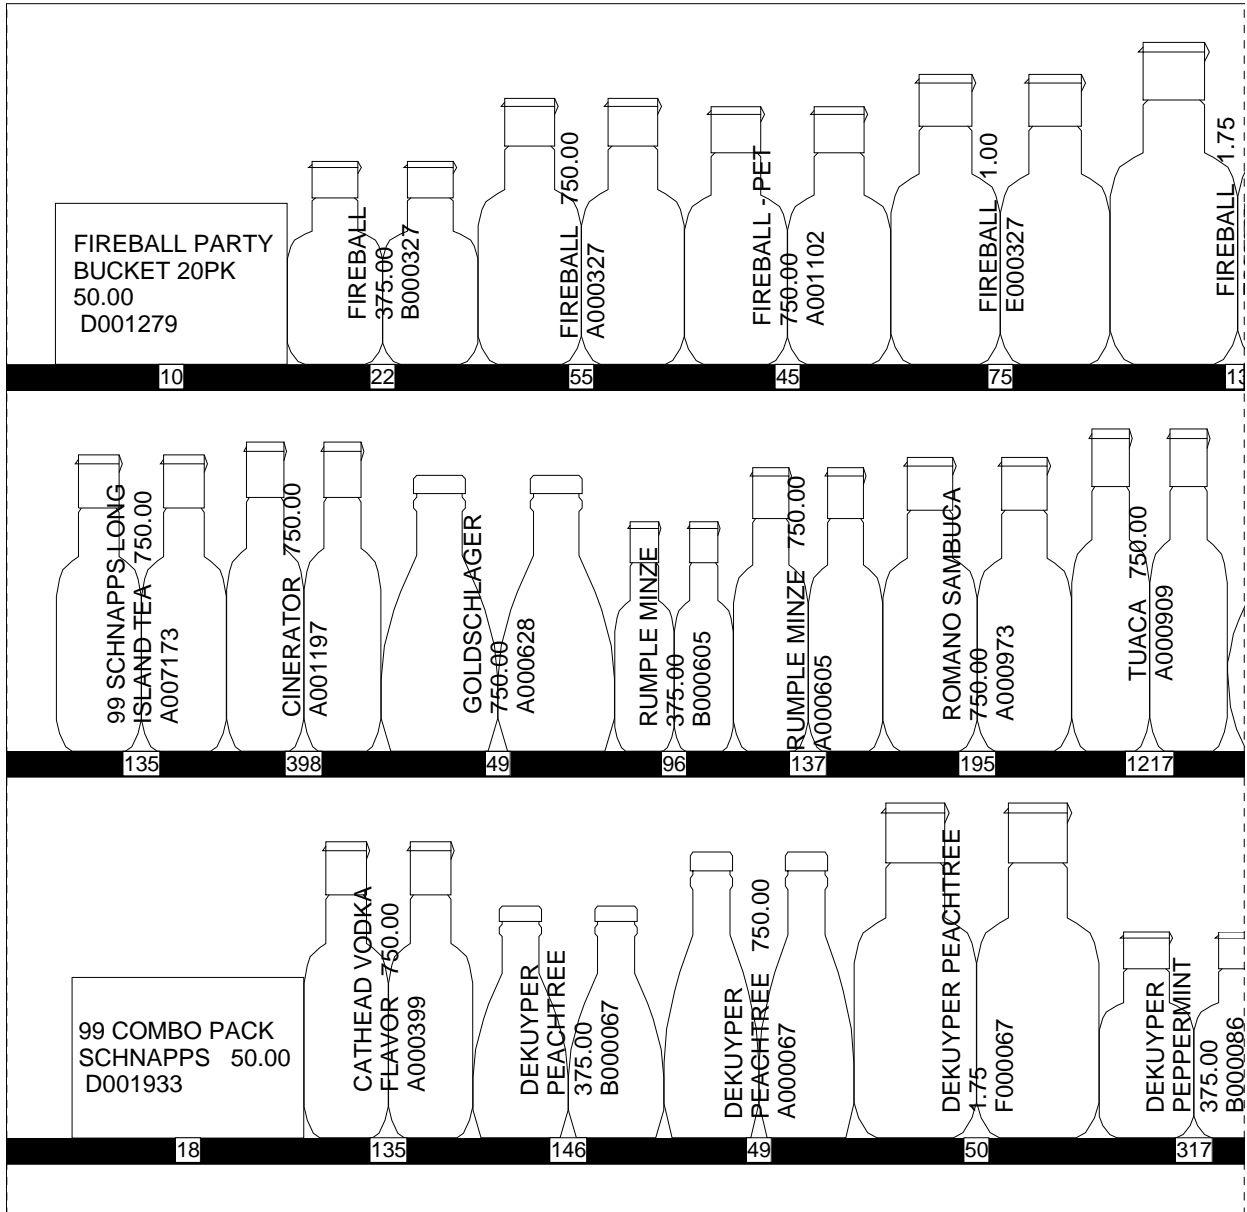 FIREBALL PARTY
BUCKET 20PK
50.00
D001279
FIREBALL
375.00
B000327
FIREBALL 750.00
A000327
FIREBALL - PET
750.00
A001102
FIREBALL 1.00
E000327
FIREBALL 1.75
10
22
55
45
75
99 SCHNAPPS LONG
ISLAND TEA 750.00
A007173
CINERATOR 750.00
A001197
GOLDSCHLAGER
750.00
A000628
RUMPLE MINZE
375.00
B000605
RUMPLE MINZE 750.00
A000605
ROMANO SAMBUCA
750.00
A000973
TUACA 750.00
A000909
135
398
49
96
137
195
1217
99 COMBO PACK
SCHNAPPS 50.00
D001933
CATHEAD VODKA
FLAVOR 750.00
A000399
DEKUYPER
PEACHTREE
375.00
B000067
DEKUYPER
PEACHTREE 750.00
A000067
DEKUYPER PEACHTREE
1.75
F000067
DEKUYPER
PEPPERMINT
375.00
B000086
18
135
146
49
50
317